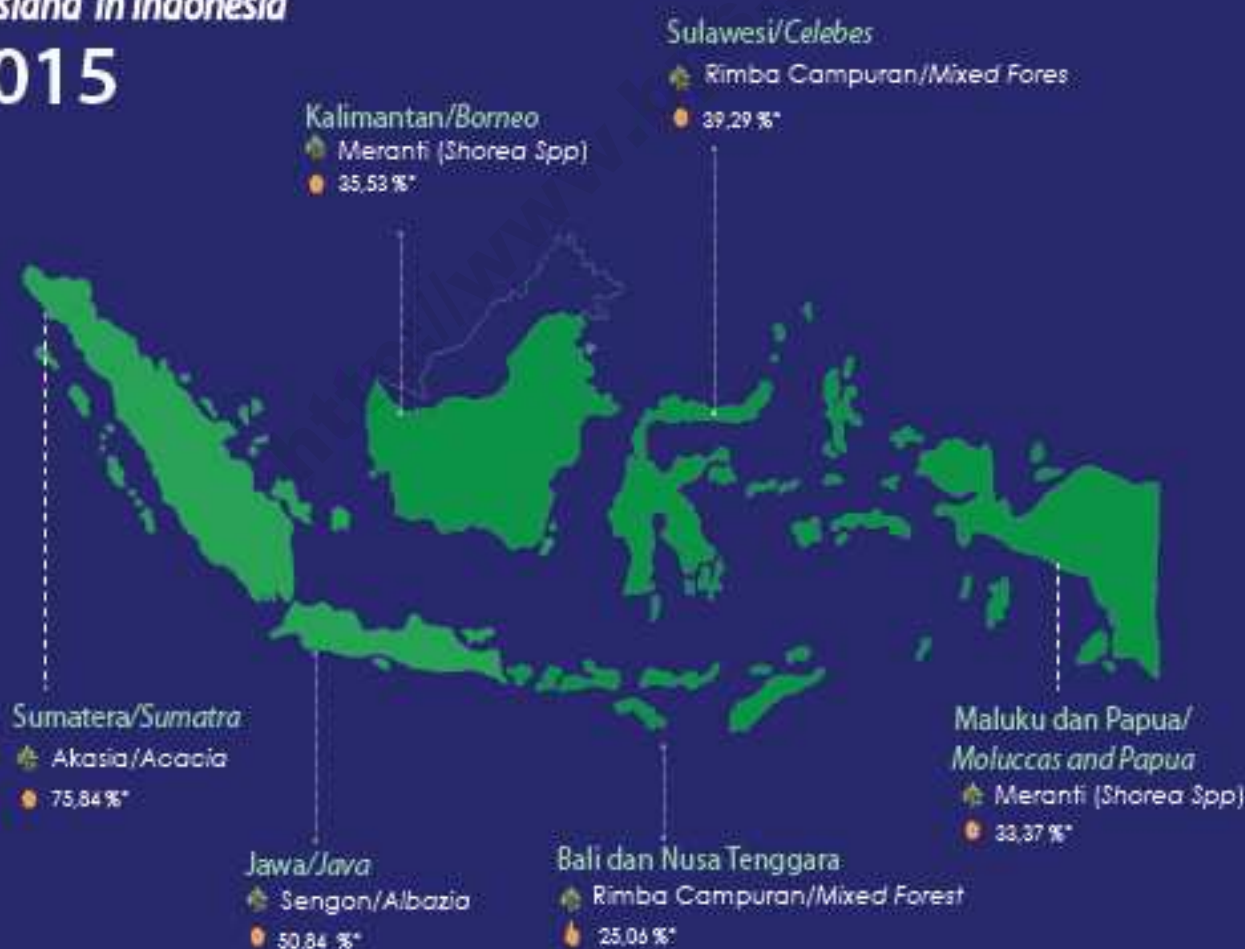 Island in Indonesia
015
Sulawesi/Celebes
Rimba Campuran/Mixed Fores
39,29 %*
Kalimantan/Borneo
Meranti (Shorea Spp)
35,53 %*
Sumatera/Sumatra
Akasia/Acacia
75,84 %*
Maluku dan Papua/
Moluccas and Papua
Meranti (Shorea Spp)
33,37 %*
Jawa/Java
Sengon/Albazia
50,84 %*
Bali dan Nusa Tenggara
Rimba Campuran/Mixed Forest
25,06 %*